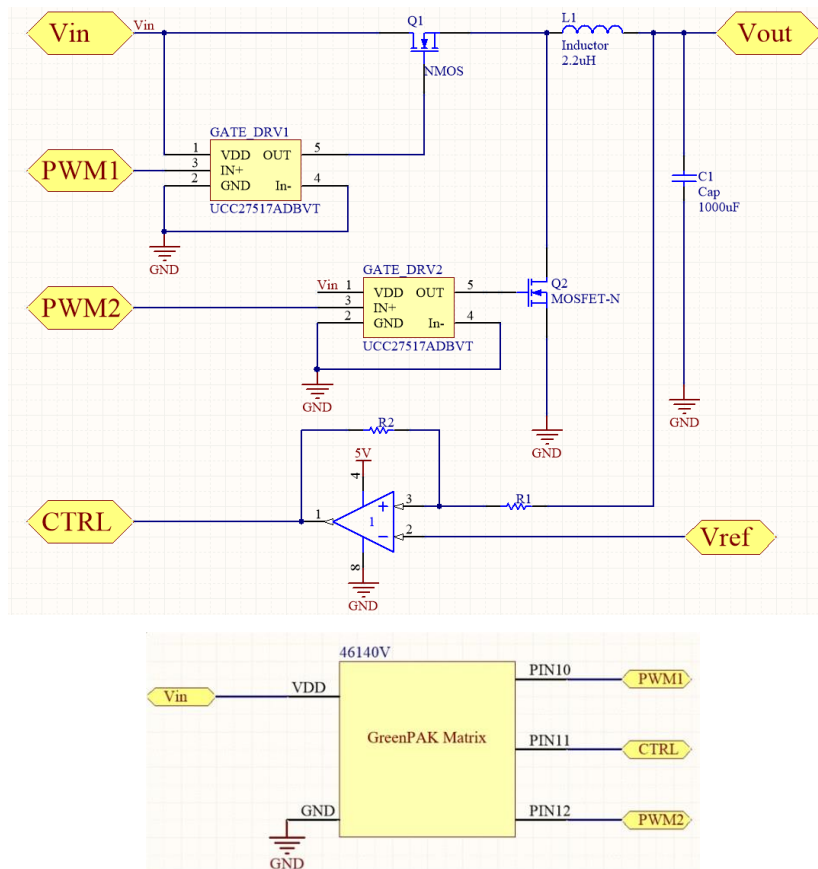 Vin
Vin
Q1
NMOS
L1
Inductor
2.2uH
Vout
PWM1
GATE_DRV1
1 VDD OUT 5
3 IN+
2 GND In- 4
UCC27517ADBVT
GND
C1
Cap
1000uF
PWM2
GATE_DRV2
Vin 1 VDD OUT 5
3 IN+
2 GND In- 4
UCC27517ADBVT
Q2
MOSFET-N
GND
GND
GND
R2
5V
4
CTRL
1
1
+ 3
R1
− 2
Vref
8
GND
46140V
Vin
VDD
GreenPAK Matrix
PIN10
PWM1
PIN11
CTRL
GND
PIN12
PWM2
GND